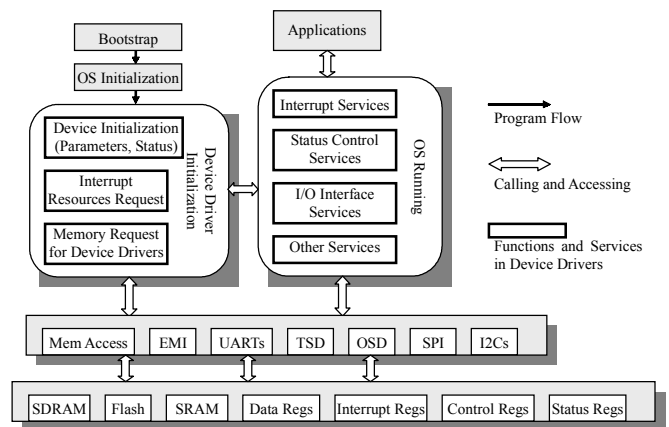 Bootstrap
OS Initialization
Device Initialization
(Parameters, Status)
Interrupt
Resources Request
Memory Request
for Device Drivers
Device Driver
Initialization
Applications
Interrupt Services
Status Control
Services
I/O Interface
Services
Other Services
OS Running
Program Flow
Calling and Accessing
Functions and Services
in Device Drivers
Mem Access
EMI
UARTs
TSD
OSD
SPI
I2Cs
SDRAM
Flash
SRAM
Data Regs
Interrupt Regs
Control Regs
Status Regs